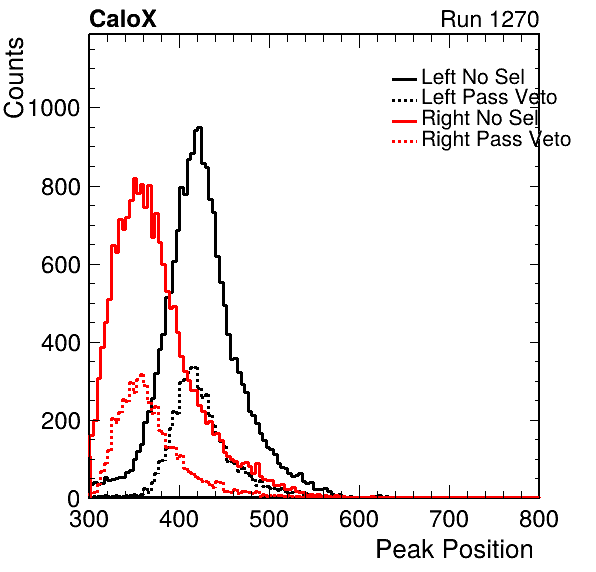 CaloX Run 1270
Counts
Left No Sel
Left Pass Veto
Right No Sel
Right Pass Veto
1000
800
600
400
200
0
300 400 500 600 700 800
Peak Position